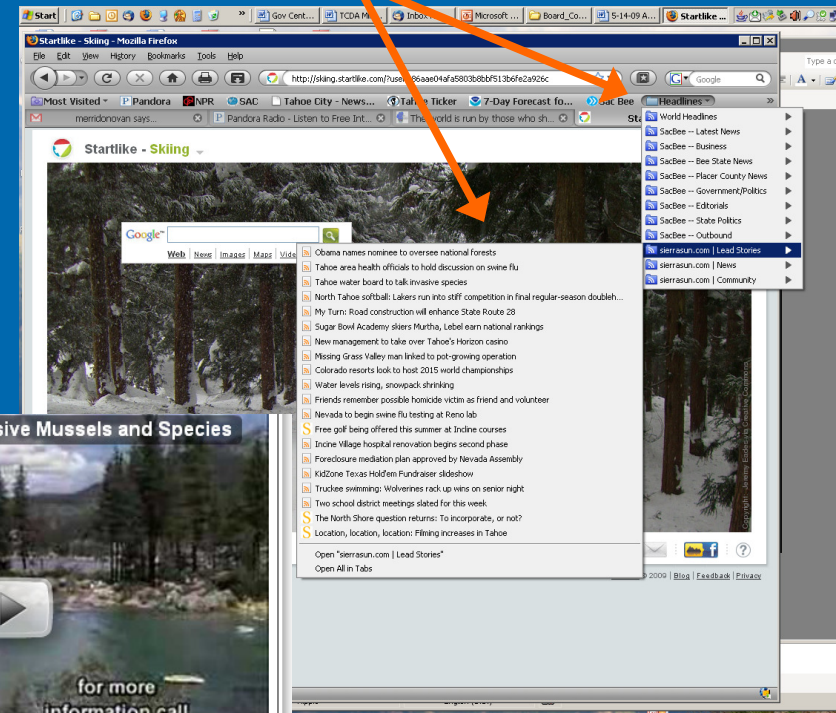 Start
Gov Cent...
TCDA M
Inbox
Microsoft ...
Board_Co...
5-14-09 A...
Startlike ...
Startlike - Skiing - Mozilla Firefox
File Edit View History Bookmarks Tools Help
Type a
Google
Most Visited
Pandora
NPR
SAC
Tahoe City - News...
Ticker
7-Day Forecast fo...
Sac Bee
Headlines
merridonovan says...
Pandora Radio - Listen to Free Int...
The world is run by those who sh...
Startlike - Skiing
World Headlines
SacBee -- Latest News
SacBee -- Business
SacBee -- Bee State News
SacBee -- Placer County News
SacBee -- Government/Politics
SacBee -- Editorials
SacBee -- State Politics
SacBee -- Outbound
sierrasun.com | Lead Stories
sierrasun.com | News
sierrasun.com | Community
Google
Web News Images Maps Vide
Obama names nominee to oversee national forests
Tahoe area health officials to hold discussion on swine flu
Tahoe water board to talk invasive species
North Tahoe softball: Lakers run into stiff competition in final regular-season doubleh...
My Turn: Road construction will enhance State Route 28
Sugar Bowl Academy skiers Murtha, Lebel earn national rankings
New management to take over Tahoe's Horizon casino
Missing Grass Valley man linked to pot-growing operation
Colorado resorts look to host 2015 world championships
Water levels rising, snowpack shrinking
Friends remember possible homicide victim as friend and volunteer
Nevada to begin swine flu testing at Reno lab
Free golf being offered this summer at Incline courses
Incine Village hospital renovation begins second phase
Foreclosure mediation plan approved by Nevada Assembly
KidZone Texas Hold'em Fundraiser slideshow
Truckee swimming: Wolverines rack up wins on senior night
Two school district meetings slated for this week
The North Shore question returns: To incorporate, or not?
Location, location, location: Filming increases in Tahoe
Open "sierrasun.com | Lead Stories"
Open All in Tabs
2009 | Blog | Feedback | Privacy
sive Mussels and Species
for more
information call